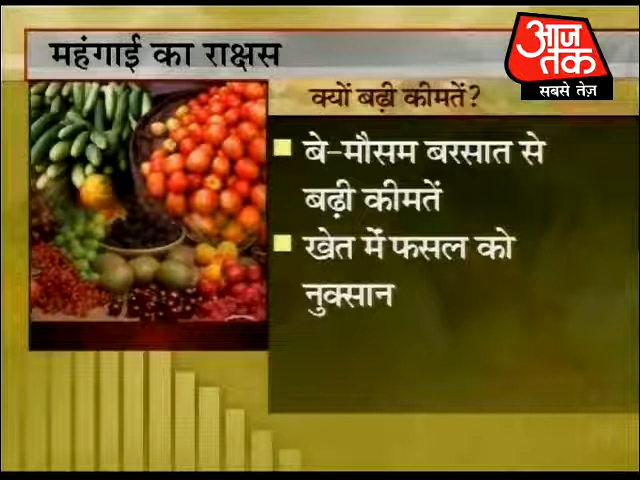 महंगाई का राक्षस
आज
तक
सबसे तेज़
क्यों बढ़ी कीमतें?
बे-मौसम बरसात से
बढ़ी कीमतें
खेत में फसल को
नुक्सान